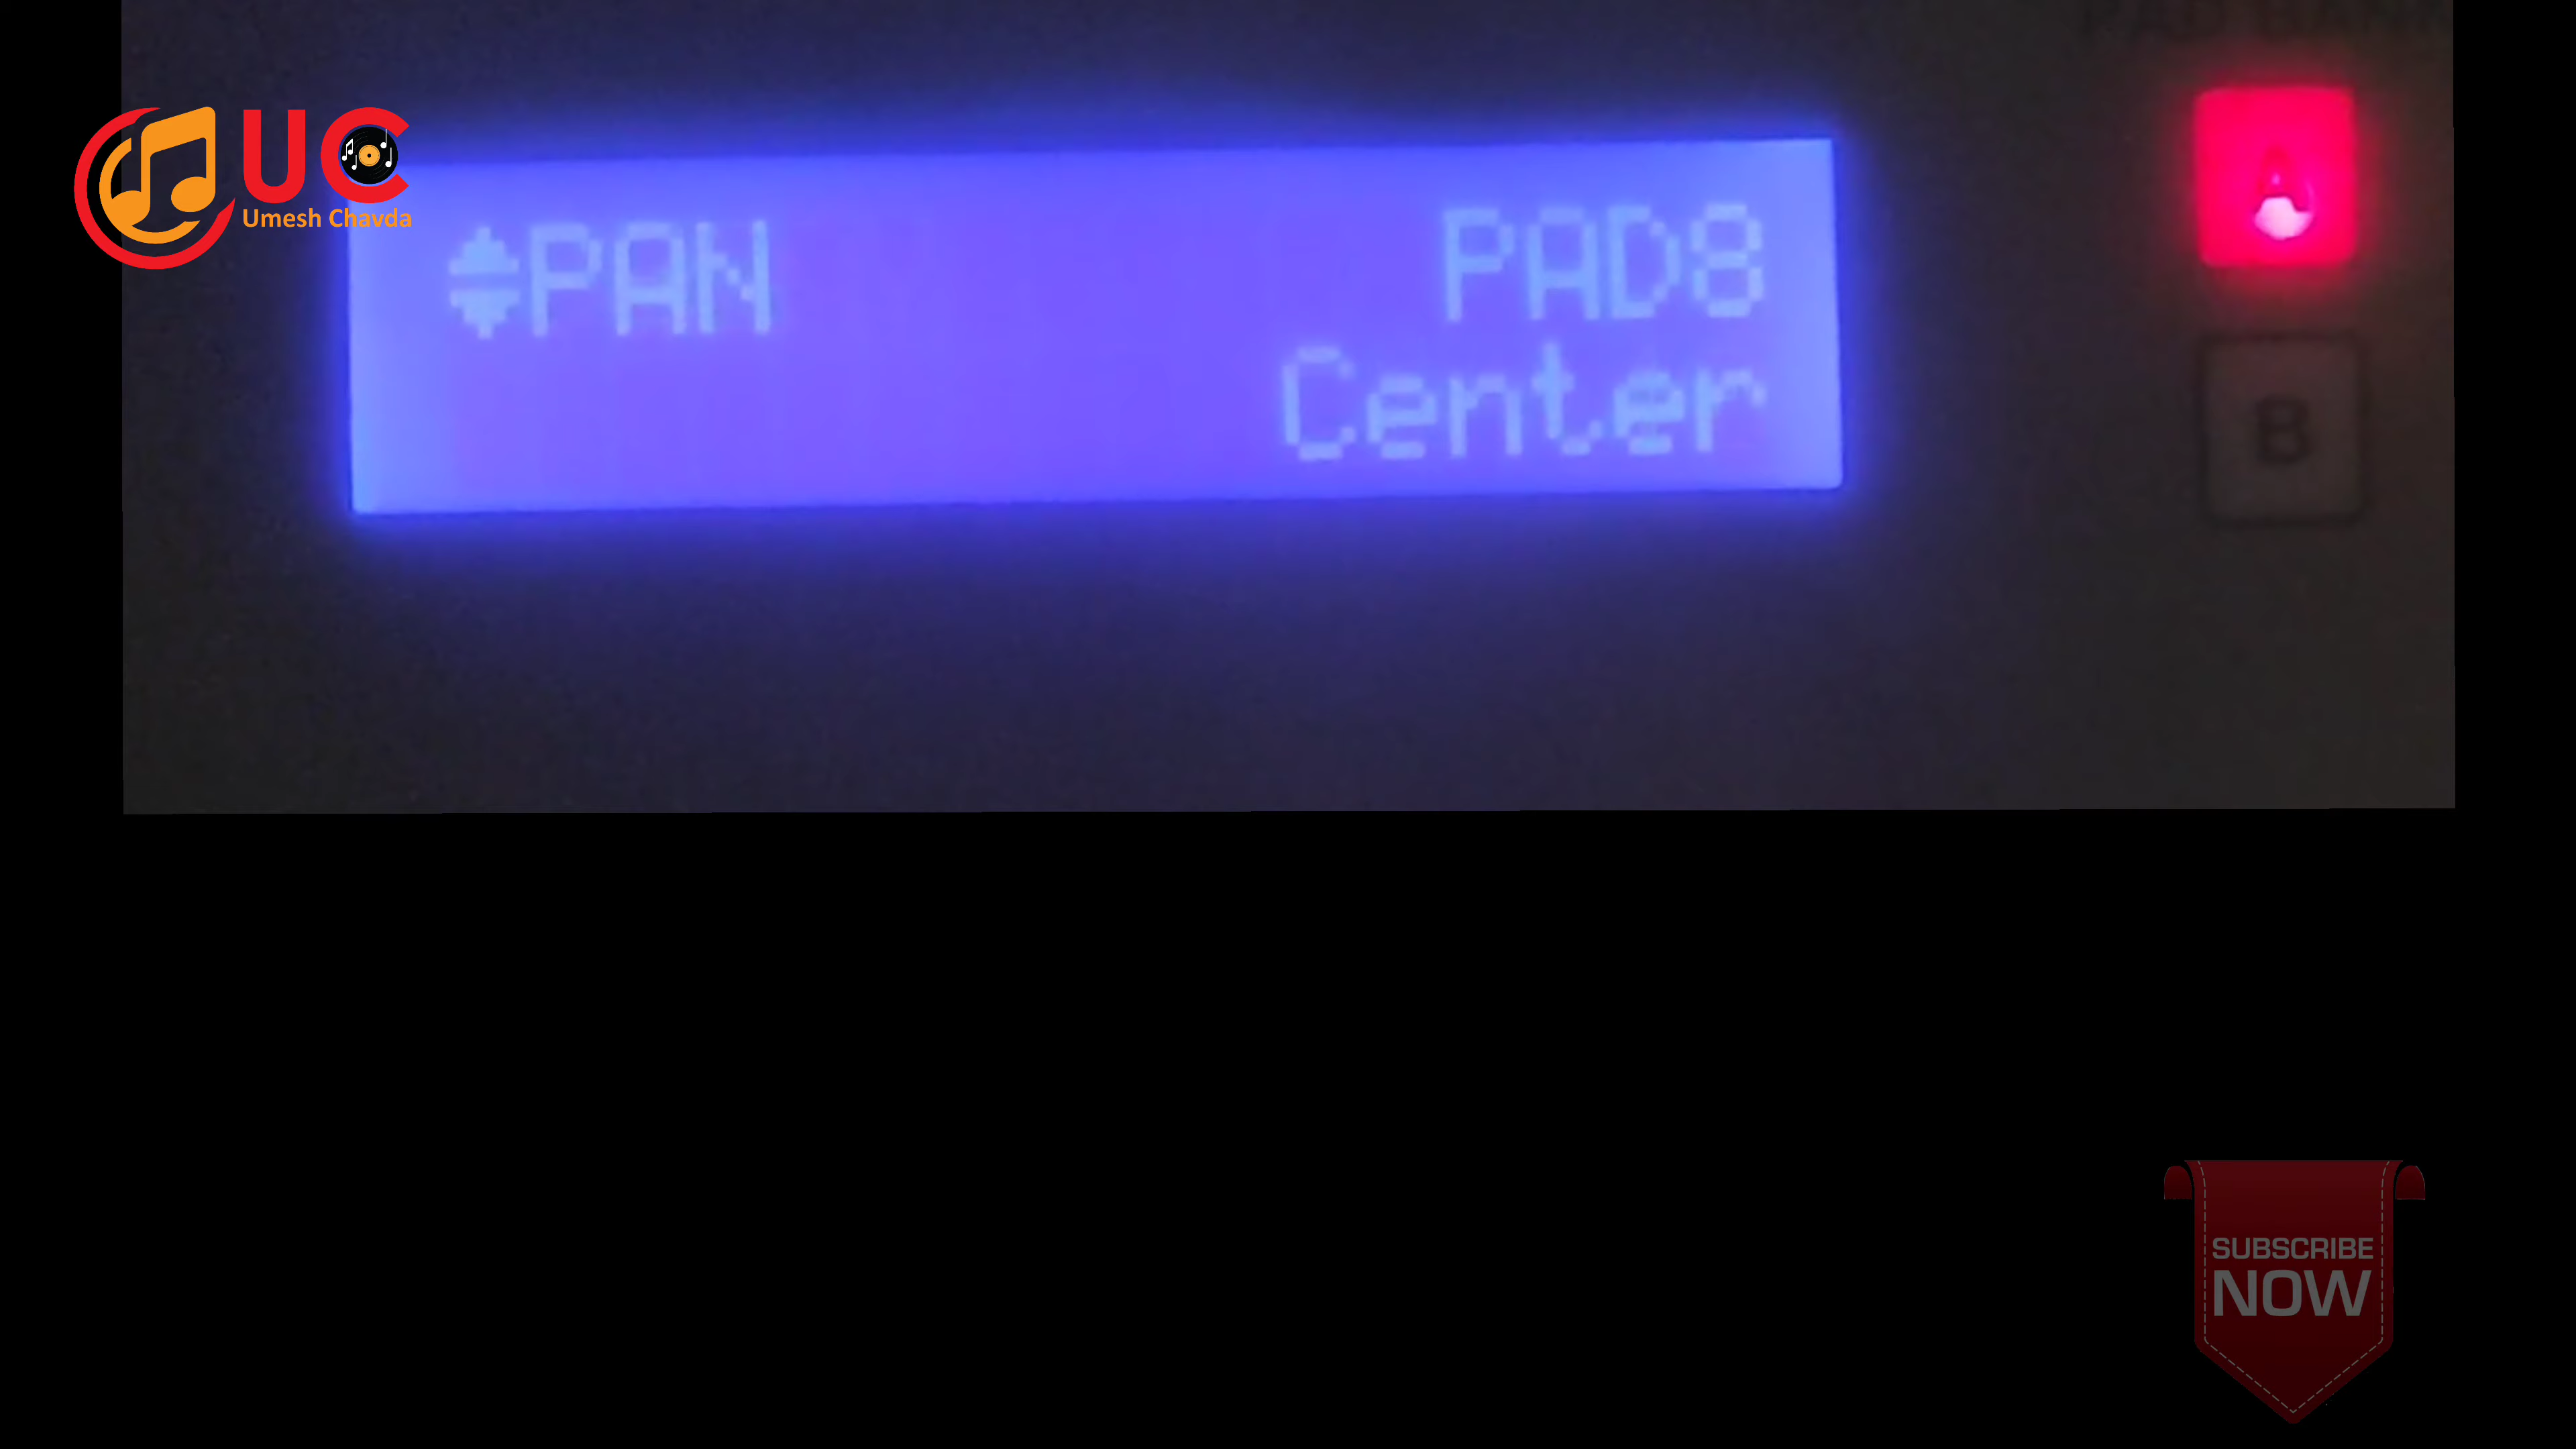 UC
Umesh Chavda
PAN PAD8
Center
A
B
SUBSCRIBE
NOW